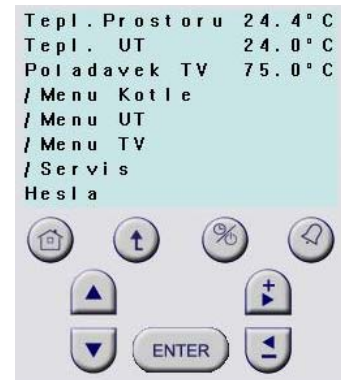 Tepl.Prostoru 24.4°C
Tepl. UT 24.0°C
Poladavek TV 75.0°C
/Menu Kotle
/Menu UT
/Menu TV
/Servis
Hesla
ENTER